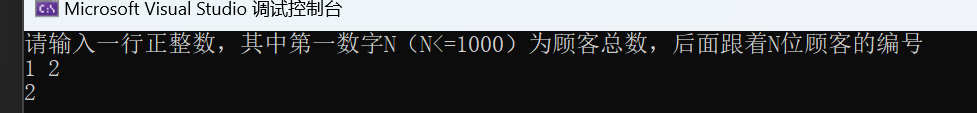 C:\ Microsoft Visual Studio 调试控制台
请输入一行正整数，其中第一数字N（N<=1000）为顾客总数，后面跟着N位顾客的编号
1 2
2